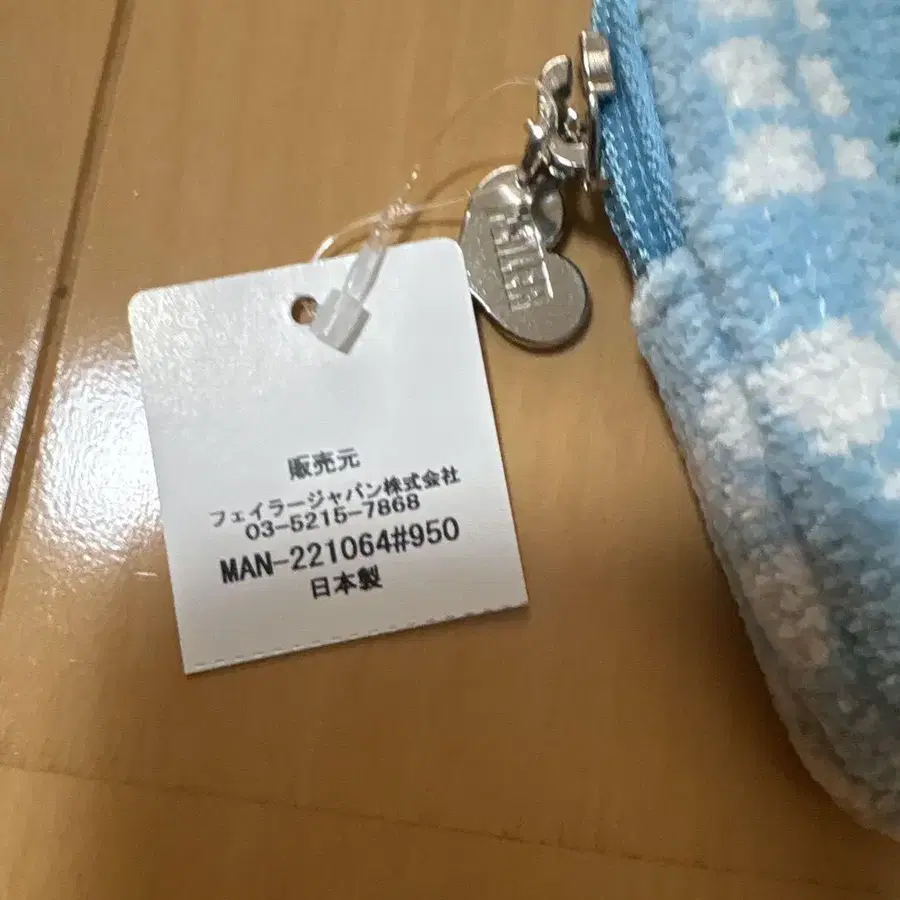 販売元
フェイラージャパン株式会社
03-5215-7868
MAN-221064#950
日本製